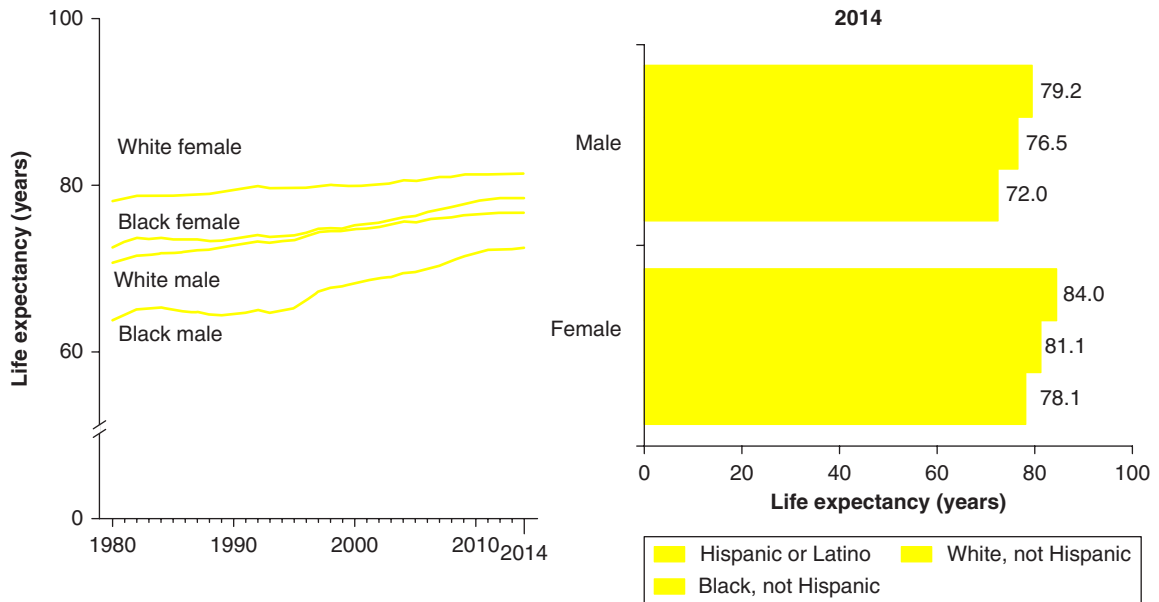 100
80
60
0
Life expectancy (years)
White female
Black female
White male
Black male
1980
1990
2000
2010
2014
2014
Male
79.2
76.5
72.0
Female
84.0
81.1
78.1
0
20
40
60
80
100
Life expectancy (years)
Hispanic or Latino
White, not Hispanic
Black, not Hispanic